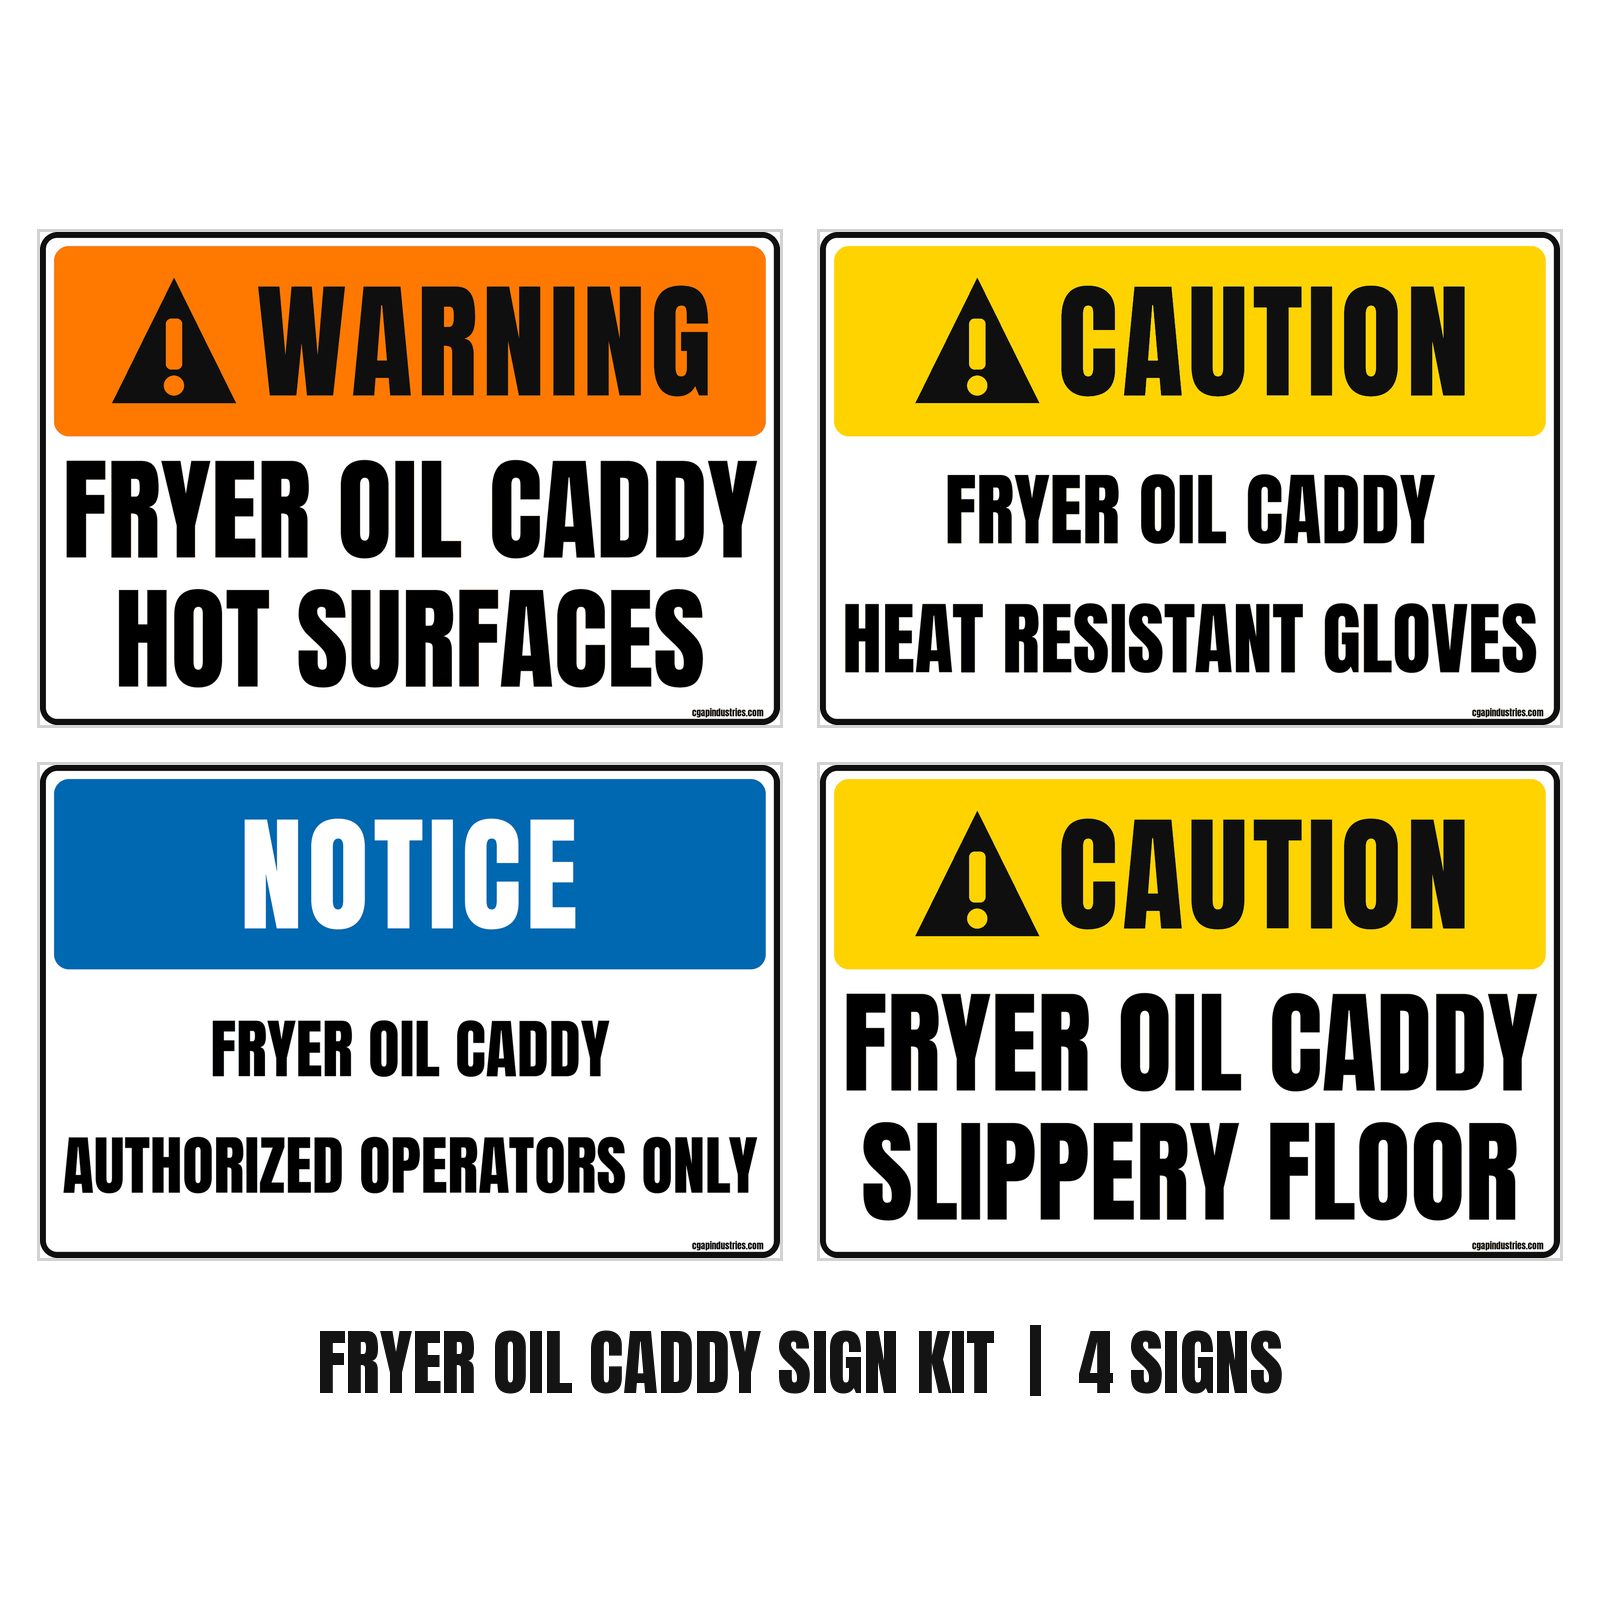 WARNING
FRYER OIL CADDY
HOT SURFACES
cgapindustries.com
CAUTION
FRYER OIL CADDY
HEAT RESISTANT GLOVES
cgapindustries.com
NOTICE
FRYER OIL CADDY
AUTHORIZED OPERATORS ONLY
cgapindustries.com
CAUTION
FRYER OIL CADDY
SLIPPERY FLOOR
cgapindustries.com
FRYER OIL CADDY SIGN KIT | 4 SIGNS